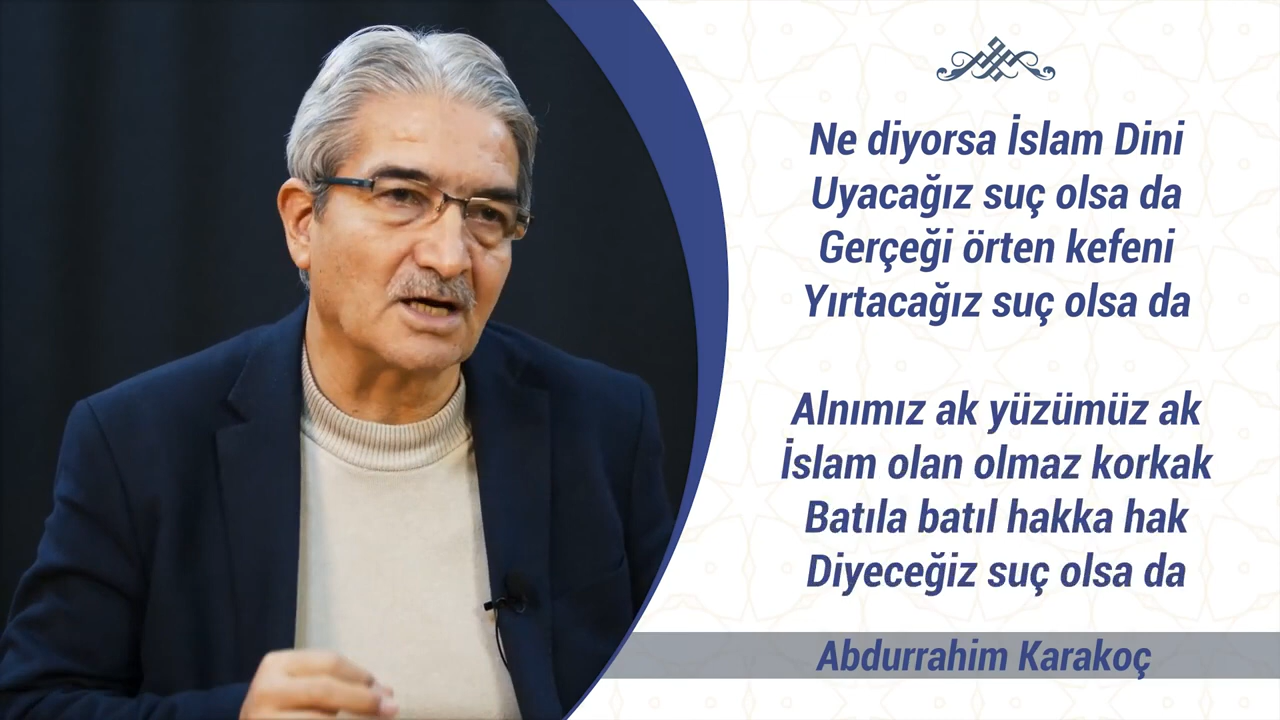 Ne diyorsa İslam Dini
Uyacağız suç olsa da
Gerçeği örten kefeni
Yırtacağız suç olsa da
Alnımız ak yüzümüz ak
İslam olan olmaz korkak
Batıla batıl hakka hak
Diyeceğiz suç olsa da
Abdurrahim Karakoç